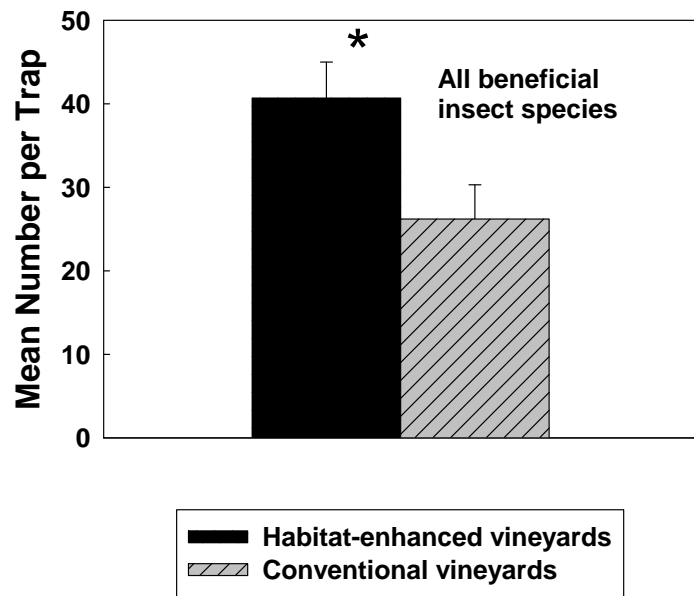 Mean Number per Trap
50
40
30
20
10
0
*
All beneficial
insect species
Habitat-enhanced vineyards
Conventional vineyards